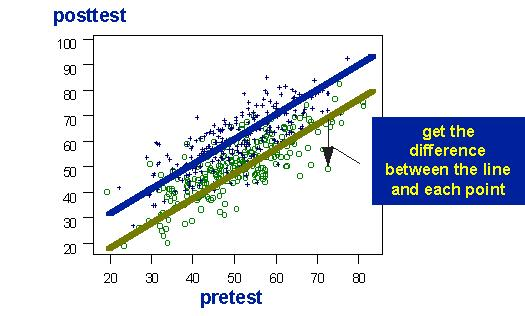 posttest
100
90
80
70
60
50
40
30
20
get the
difference
between the line
and each point
20 30 40 50 60 70 80
pretest